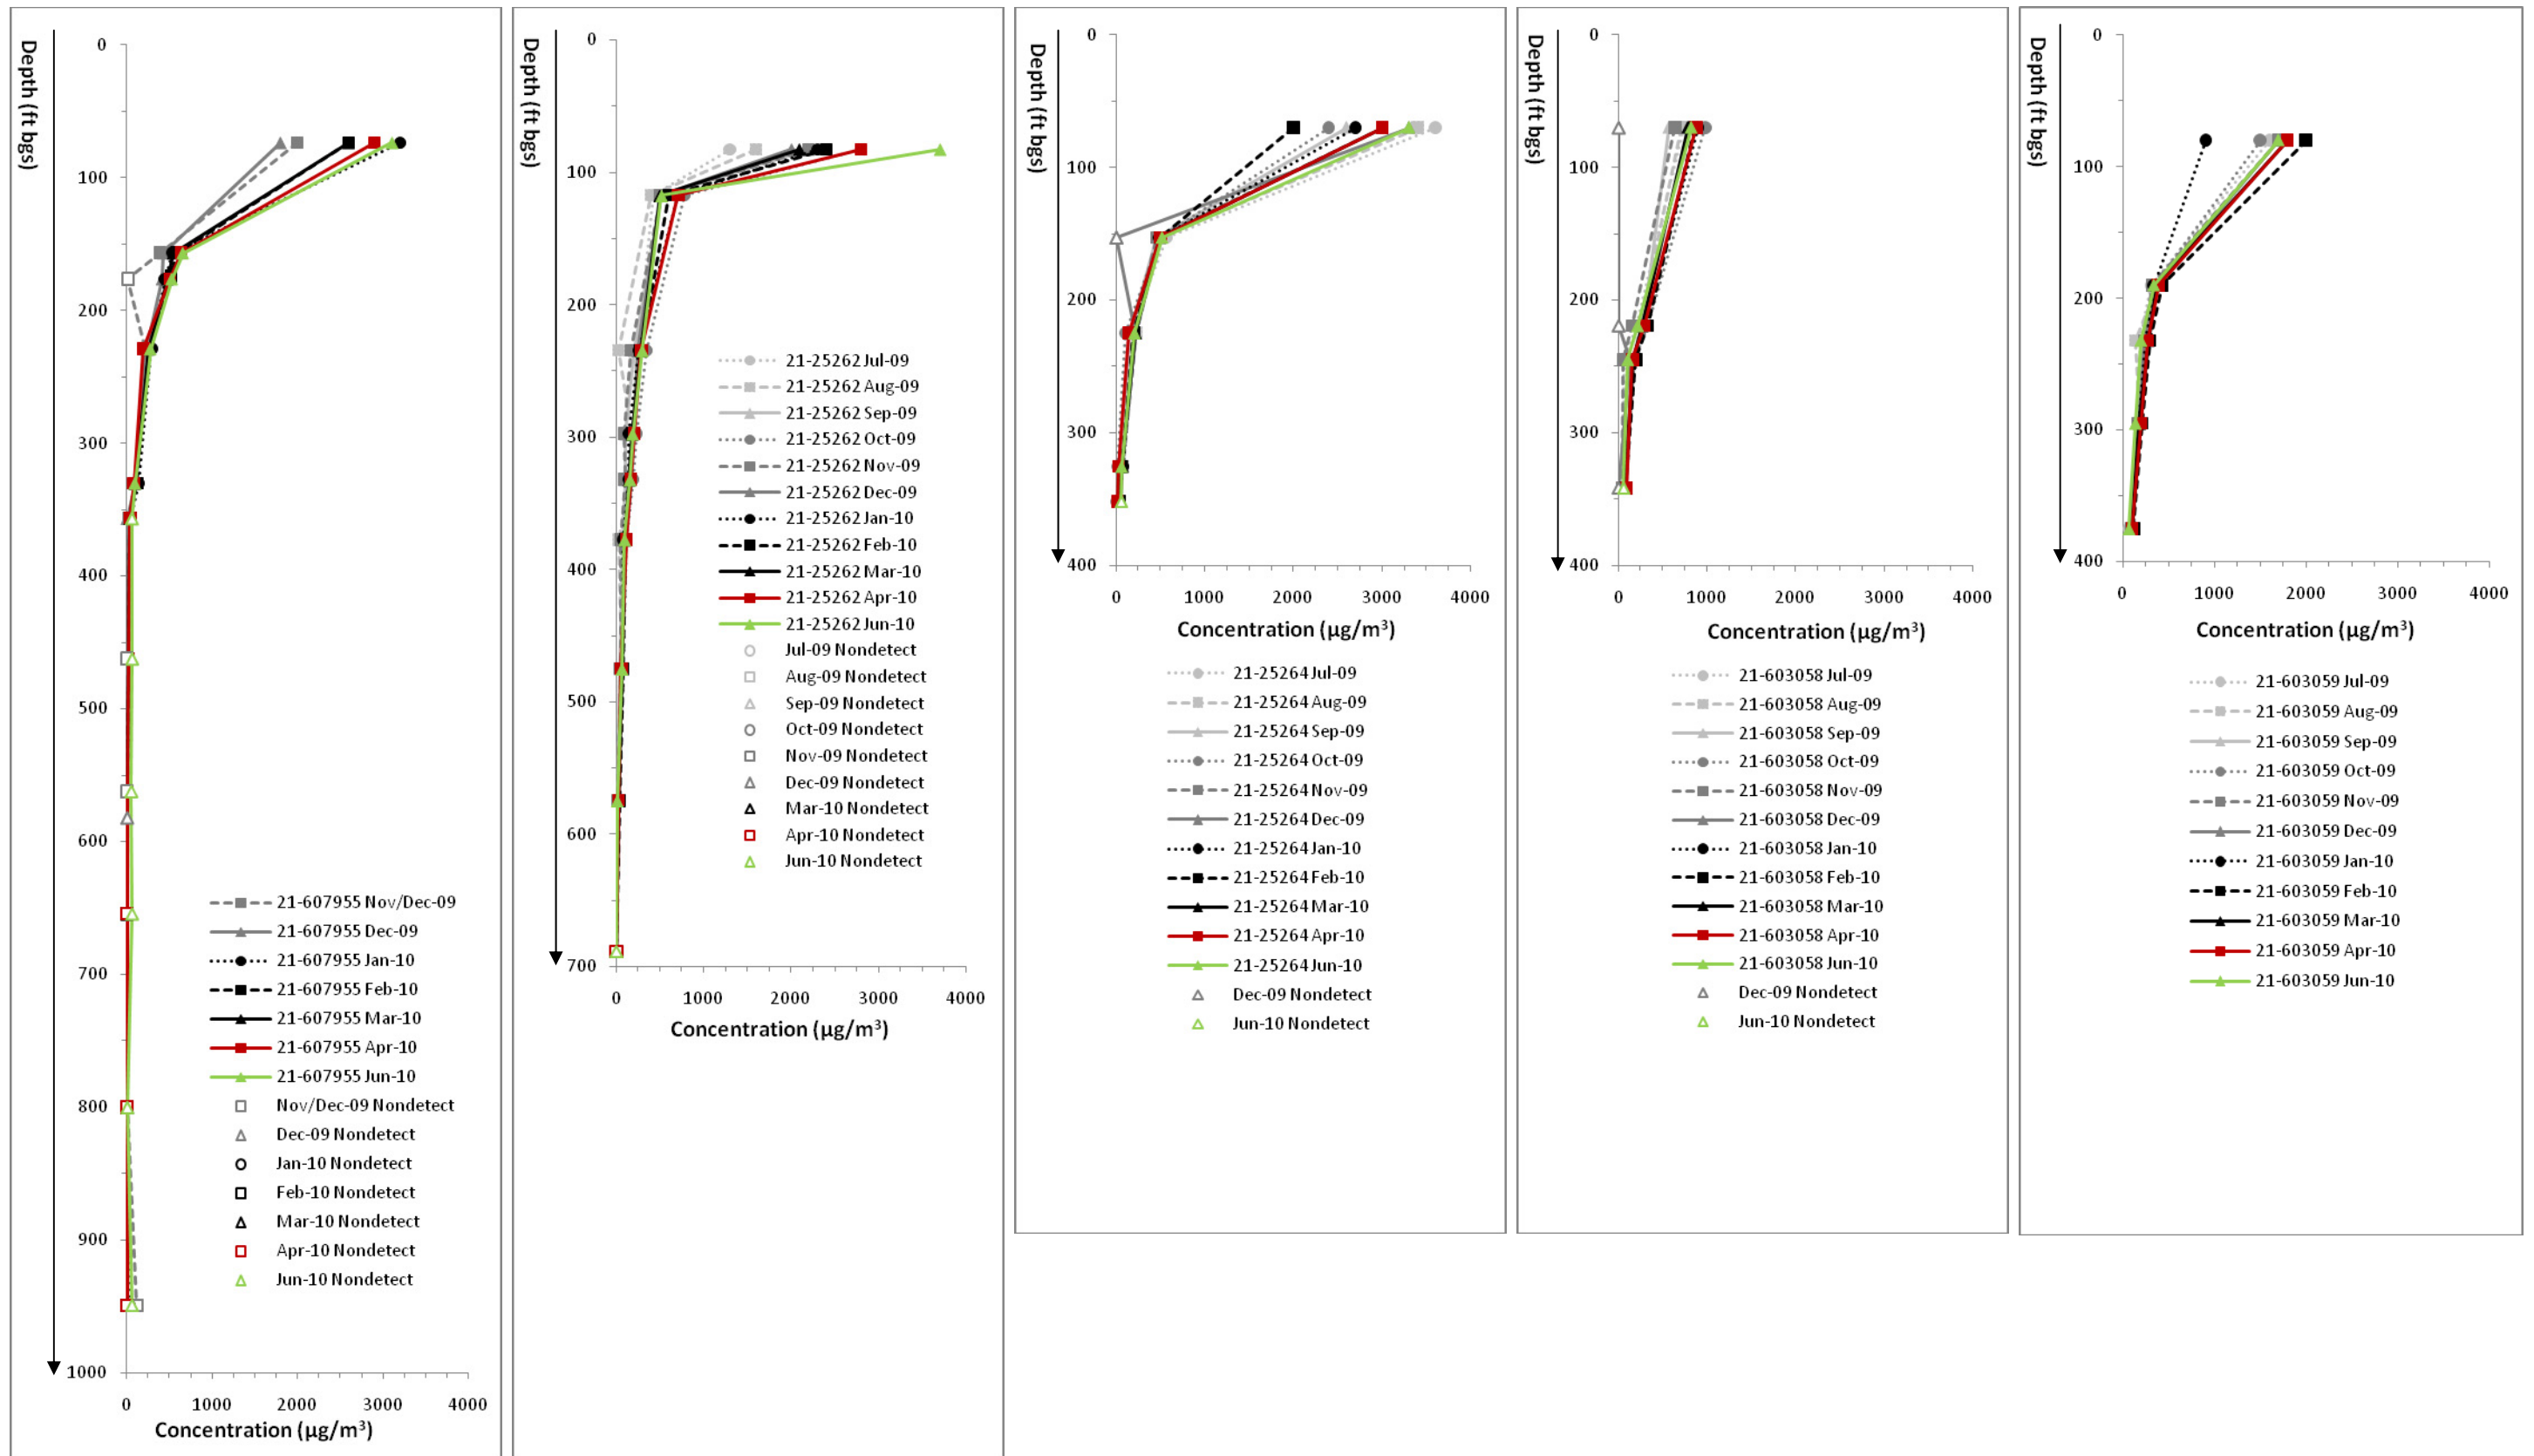 Depth (ft bgs)
0
100
200
300
400
500
600
700
800
900
1000
0 1000 2000 3000 4000
Concentration (µg/m³)
21-607955 Nov/Dec-09
21-607955 Dec-09
21-607955 Jan-10
21-607955 Feb-10
21-607955 Mar-10
21-607955 Apr-10
21-607955 Jun-10
Nov/Dec-09 Nondetect
Dec-09 Nondetect
Jan-10 Nondetect
Feb-10 Nondetect
Mar-10 Nondetect
Apr-10 Nondetect
Jun-10 Nondetect
Depth (ft bgs)
0
100
200
300
400
500
600
700
0 1000 2000 3000 4000
Concentration (µg/m³)
21-25262 Jul-09
21-25262 Aug-09
21-25262 Sep-09
21-25262 Oct-09
21-25262 Nov-09
21-25262 Dec-09
21-25262 Jan-10
21-25262 Feb-10
21-25262 Mar-10
21-25262 Apr-10
21-25262 Jun-10
Jul-09 Nondetect
Aug-09 Nondetect
Sep-09 Nondetect
Oct-09 Nondetect
Nov-09 Nondetect
Dec-09 Nondetect
Mar-10 Nondetect
Apr-10 Nondetect
Jun-10 Nondetect
Depth (ft bgs)
0
100
200
300
400
0 1000 2000 3000 4000
Concentration (µg/m³)
21-25264 Jul-09
21-25264 Aug-09
21-25264 Sep-09
21-25264 Oct-09
21-25264 Nov-09
21-25264 Dec-09
21-25264 Jan-10
21-25264 Feb-10
21-25264 Mar-10
21-25264 Apr-10
21-25264 Jun-10
Dec-09 Nondetect
Jun-10 Nondetect
Depth (ft bgs)
0
100
200
300
400
0 1000 2000 3000 4000
Concentration (µg/m³)
21-603058 Jul-09
21-603058 Aug-09
21-603058 Sep-09
21-603058 Oct-09
21-603058 Nov-09
21-603058 Dec-09
21-603058 Jan-10
21-603058 Feb-10
21-603058 Mar-10
21-603058 Apr-10
21-603058 Jun-10
Dec-09 Nondetect
Jun-10 Nondetect
Depth (ft bgs)
0
100
200
300
400
0 1000 2000 3000 4000
Concentration (µg/m³)
21-603059 Jul-09
21-603059 Aug-09
21-603059 Sep-09
21-603059 Oct-09
21-603059 Nov-09
21-603059 Dec-09
21-603059 Jan-10
21-603059 Feb-10
21-603059 Mar-10
21-603059 Apr-10
21-603059 Jun-10